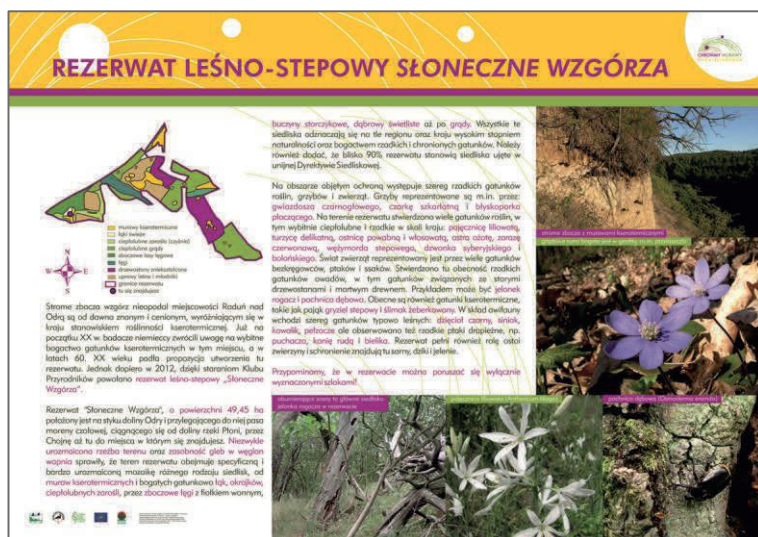 REZERWAT LEŚNO-STEPOWY SŁONECZNE WZGÓRZA
murawy kserotermiczne
łąki świeże
ciepłolubne zarośla (czyżnie)
ciepłolubne grądy
zboczowe lasy łęgowe
łęgi
drzewostany zniekształcone
uprawy leśne i młodniki
granica rezerwatu
tu się znajdujesz
N
W
E
S
Strome zbocza wzgórz nieopodal miejscowości Raduń nad
Odrą są od dawna znanym i cenionym, wyróżniającym się w
kraju stanowiskiem roślinności kserotermicznej. Już na
początku XX w. badacze niemieccy zwrócili uwagę na wybitne
bogactwo gatunków kserotermicznych w tym miejscu, a w
latach 60. XX wieku padła propozycja utworzenia tu
rezerwatu. Jednak dopiero w 2012, dzięki staraniom Klubu
Przyrodników powołano rezerwat leśno-stepowy „Słoneczne
Wzgórza".
Rezerwat "Słoneczne Wzgórza", o powierzchni 49,45 ha
położony jest na styku doliny Odry i przylegającego do niej pasa
moreny czołowej, ciągnącego się od doliny rzeki Płoni, przez
Chojnę aż tu do miejsca w którym się znajdujesz. Niezwykle
urozmaicona rzeźba terenu oraz zasobność gleb w węglan
wapnia sprawiły, że teren rezerwatu obejmuje specyficzną i
bardzo urozmaiconą mozaikę różnego rodzaju siedlisk, od
muraw kserotermicznych i bogatych gatunkowo łąk, okrajków,
ciepłolubnych zarośli, przez zboczowe łęgi z fiołkiem wonnym,
buczyny storczykowe, dąbrowy świetliste aż po grądy. Wszystkie te
siedliska odznaczają się na tle regionu oraz kraju wysokim stopniem
naturalności oraz bogactwem rzadkich i chronionych gatunków. Należy
również dodać, że blisko 90% rezerwatu stanowią siedliska ujęte w
unijnej Dyrektywie Siedliskowej.
Na obszarze objętym ochroną występuje szereg rzadkich gatunków
roślin, grzybów i zwierząt. Grzyby reprezentowane są m.in. przez:
gwiazdosza czarnogłowego, czarkę szkarłatną i błyskoporka
płaczącego. Na terenie rezerwatu stwierdzono wiele gatunków roślin, w
tym wybitnie ciepłolubne i rzadkie w skali kraju: pajęcznicę liliowatą,
turzycę delikatną, ostnicę powabną i włosowatą, astra ożotę, zarazę
czerwonawą, wężymorda stepowego, dzwonka syberyjskiego i
bolońskiego. Świat zwierząt reprezentowany jest przez wiele gatunków
bezkręgowców, ptaków i ssaków. Stwierdzono tu obecność rzadkich
gatunków owadów, w tym gatunków związanych ze starymi
drzewostanami i martwym drewnem. Przykładem może być jelonek
rogacz i pachnica dębowa. Obecne są również gatunki kserotermiczne,
takie jak pająk gryziel stepowy i ślimak żeberkowany. W skład awifauny
wchodzi szereg gatunków typowo leśnych: dzięcioł czarny, siniak,
kowalik, pełzacze ale obserwowano też rzadkie ptaki drapieżne, np.
puchacza, kanię rudą i bielika. Rezerwat pełni również rolę ostoi
zwierzyny i schronienie znajdują tu sarny, dziki i jelenie.
Przypominamy, że w rezerwacie można poruszać się wyłącznie
wyznaczonymi szlakami!
strome zbocza z murawami kserotermicznymi
pachnica dębowa (Osmoderma eremita)